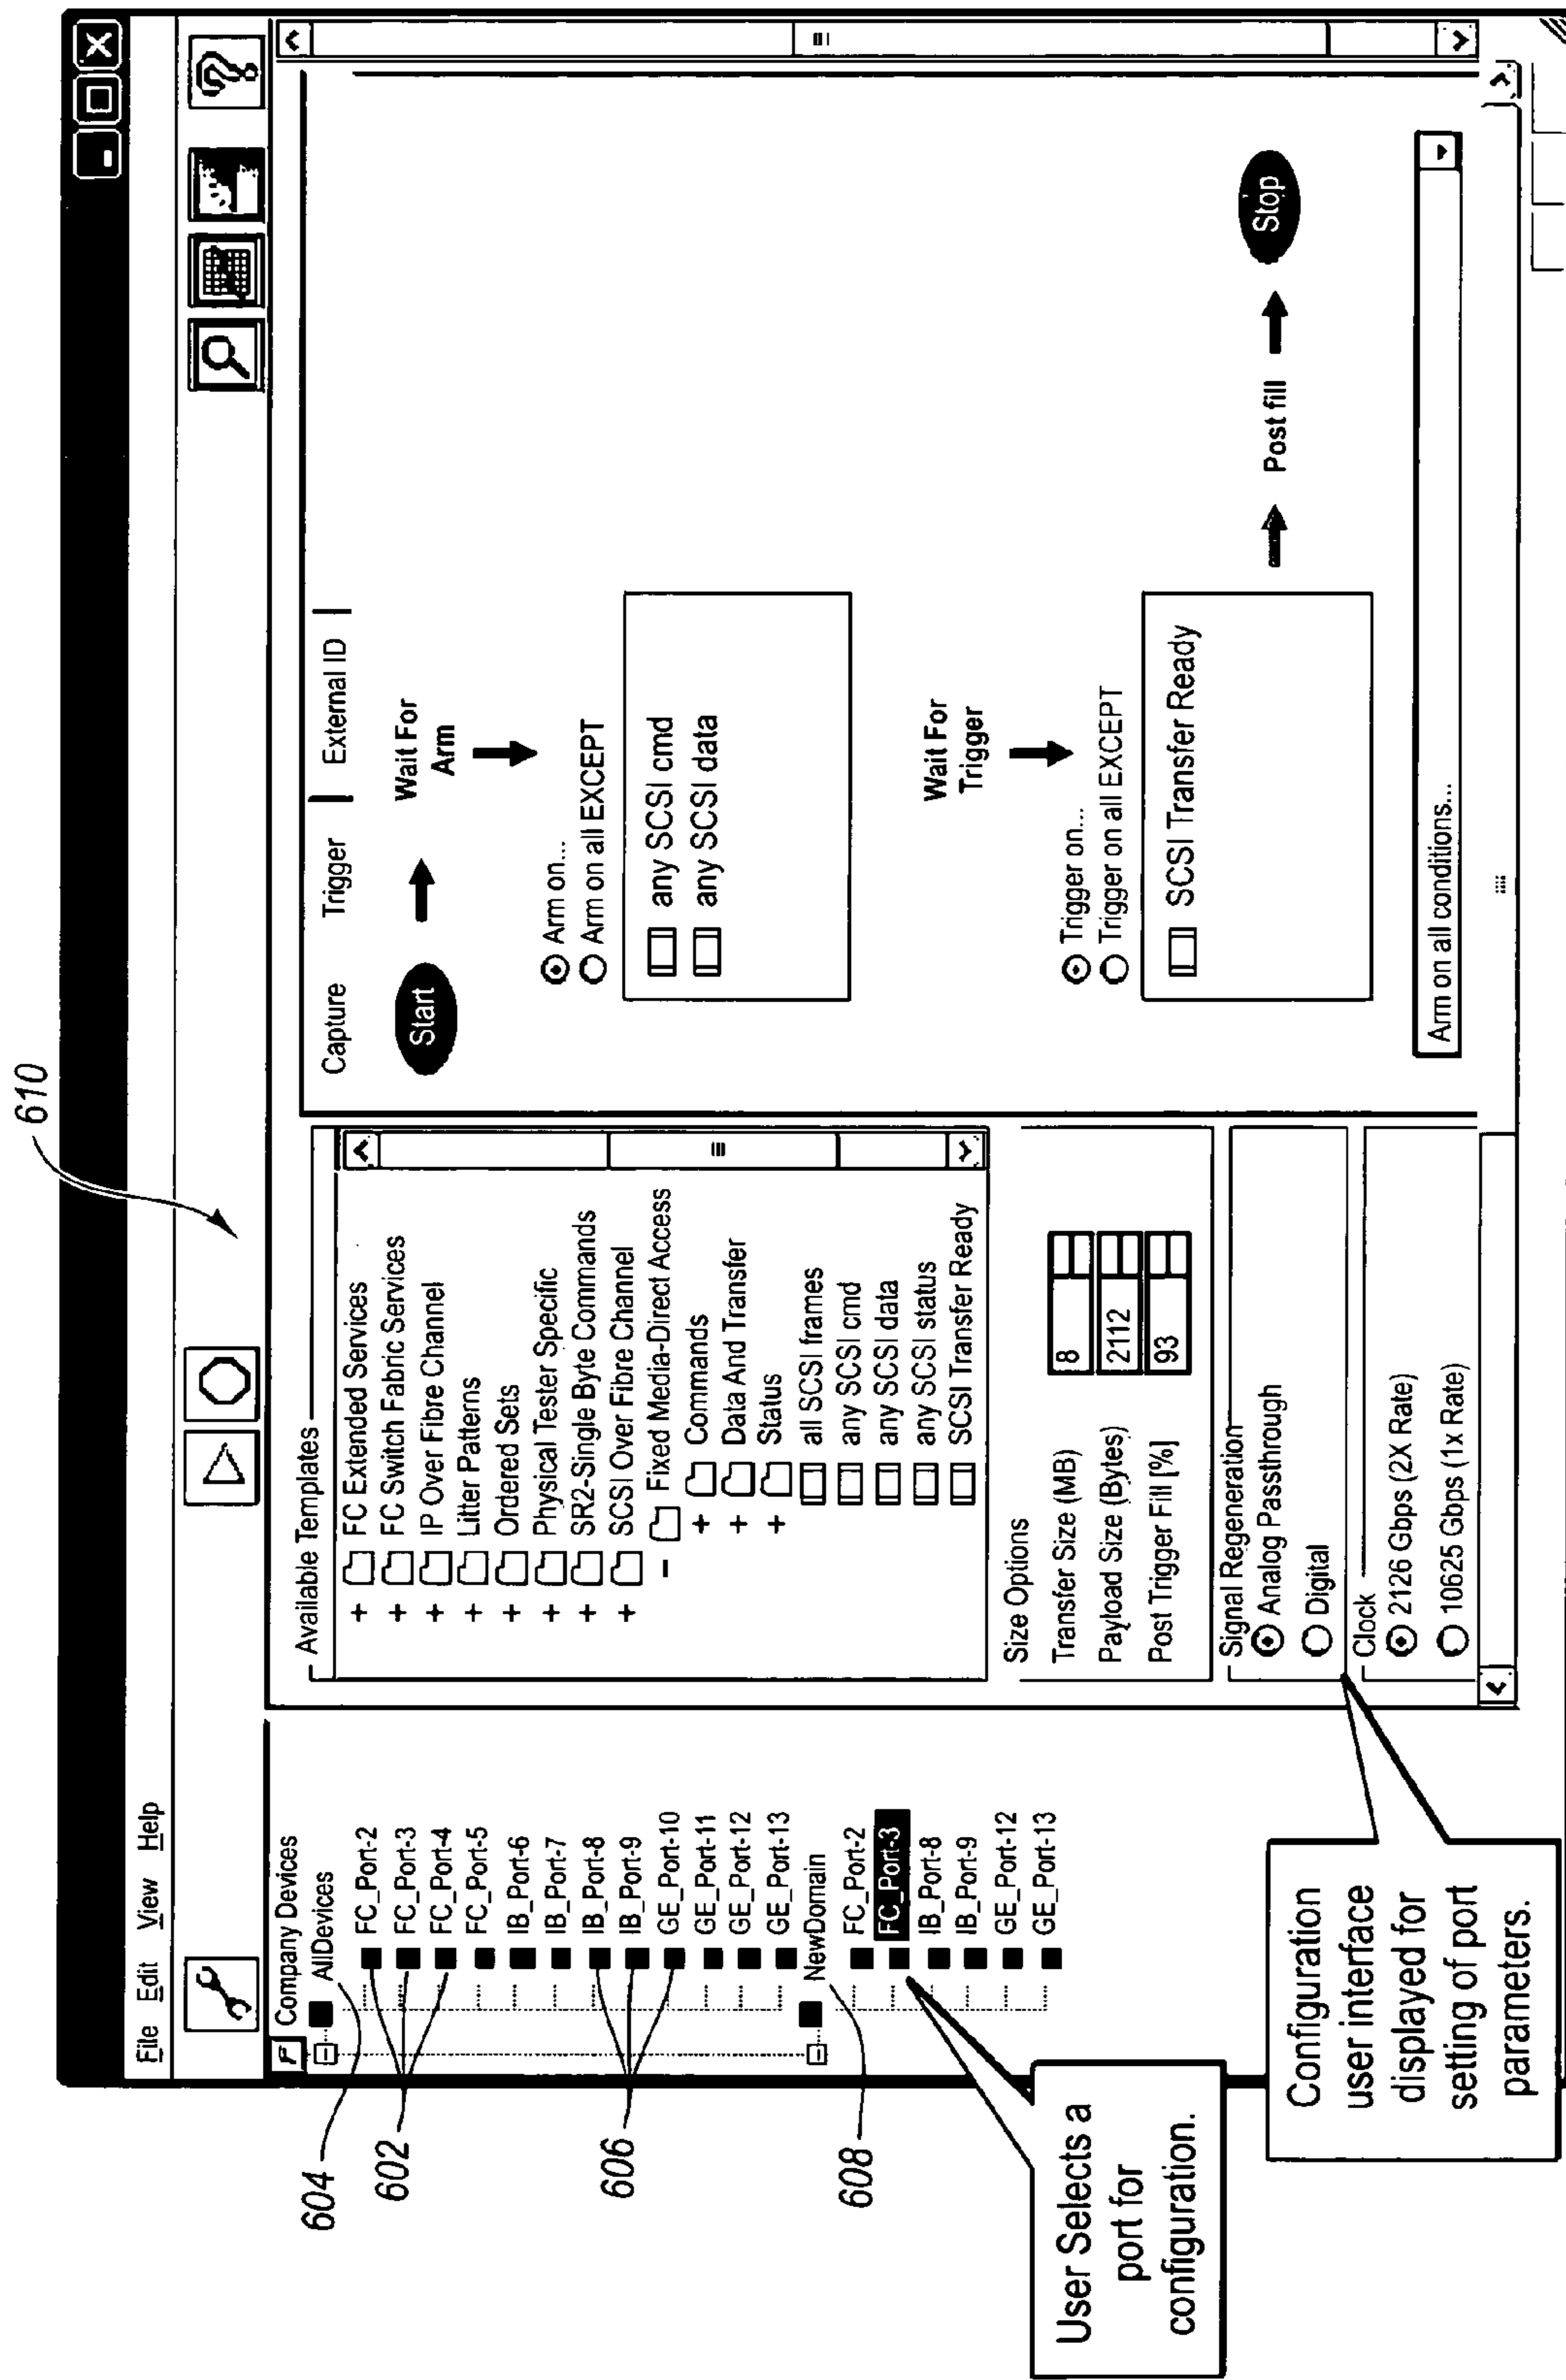 610
File Edit View Help
Company Devices
AllDevices
FC_Port-2
FC_Port-3
FC_Port-4
FC_Port-5
IB_Port-6
IB_Port-7
IB_Port-8
IB_Port-9
GE_Port-10
GE_Port-11
GE_Port-12
GE_Port-13
NewDomain
FC_Port-2
FC_Port-3
IB_Port-8
IB_Port-9
GE_Port-12
GE_Port-13
604
602
606
608
User Selects a
port for
configuration.
Configuration
user interface
displayed for
setting of port
parameters.
Available Templates
+ FC Extended Services
+ FC Switch Fabric Services
+ IP Over Fibre Channel
+ Litter Patterns
+ Ordered Sets
+ Physical Tester Specific
+ SR2-Single Byte Commands
+ SCSI Over Fibre Channel
- Fixed Media-Direct Access
+ Commands
+ Data And Transfer
+ Status
all SCSI frames
any SCSI cmd
any SCSI data
any SCSI status
SCSI Transfer Ready
Size Options
Transfer Size (MB) 8
Payload Size (Bytes) 2112
Post Trigger Fill [%] 93
Signal Regeneration
Analog Passthrough
Digital
Clock
2126 Gbps (2X Rate)
10625 Gbps (1x Rate)
Capture Trigger External ID
Start
Wait For
Arm
Arm on...
Arm on all EXCEPT
any SCSI cmd
any SCSI data
Wait For
Trigger
Trigger on...
Trigger on all EXCEPT
SCSI Transfer Ready
Post fill
Stop
Arm on all conditions...